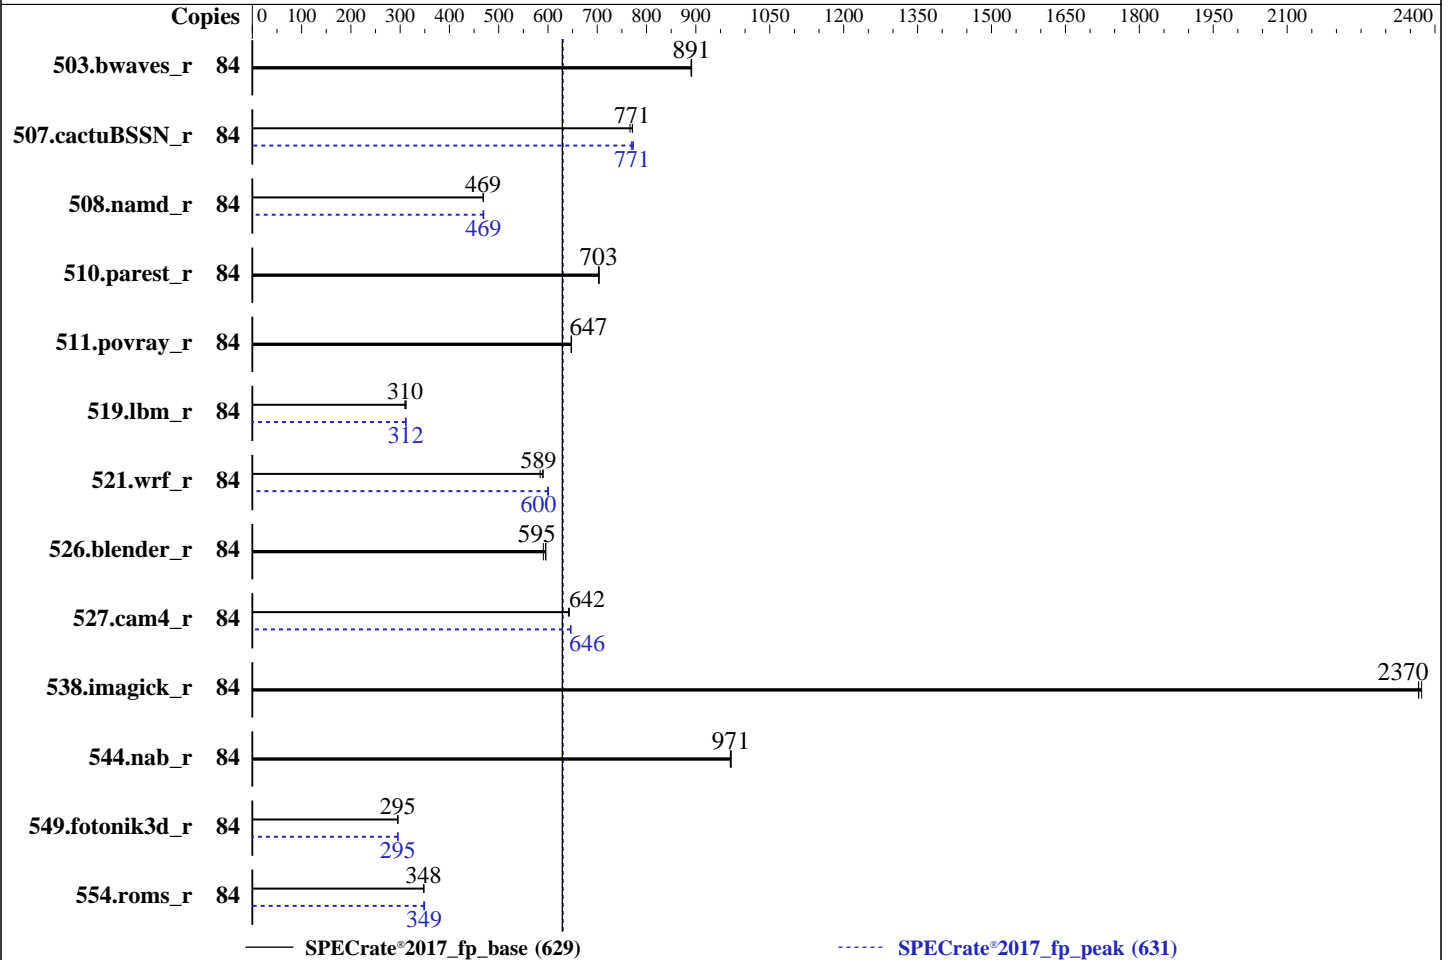 Copies 0 100 200 300 400 500 600 700 800 900 1050 1200 1350 1500 1650 1800 1950 2100 2400
503.bwaves_r 84 891
507.cactuBSSN_r 84 771
771
508.namd_r 84 469
469
510.parest_r 84 703
511.povray_r 84 647
519.lbm_r 84 310
312
521.wrf_r 84 589
600
526.blender_r 84 595
527.cam4_r 84 642
646
538.imagick_r 84 2370
544.nab_r 84 971
549.fotonik3d_r 84 295
295
554.roms_r 84 348
349
SPECrate®2017_fp_base (629) SPECrate®2017_fp_peak (631)